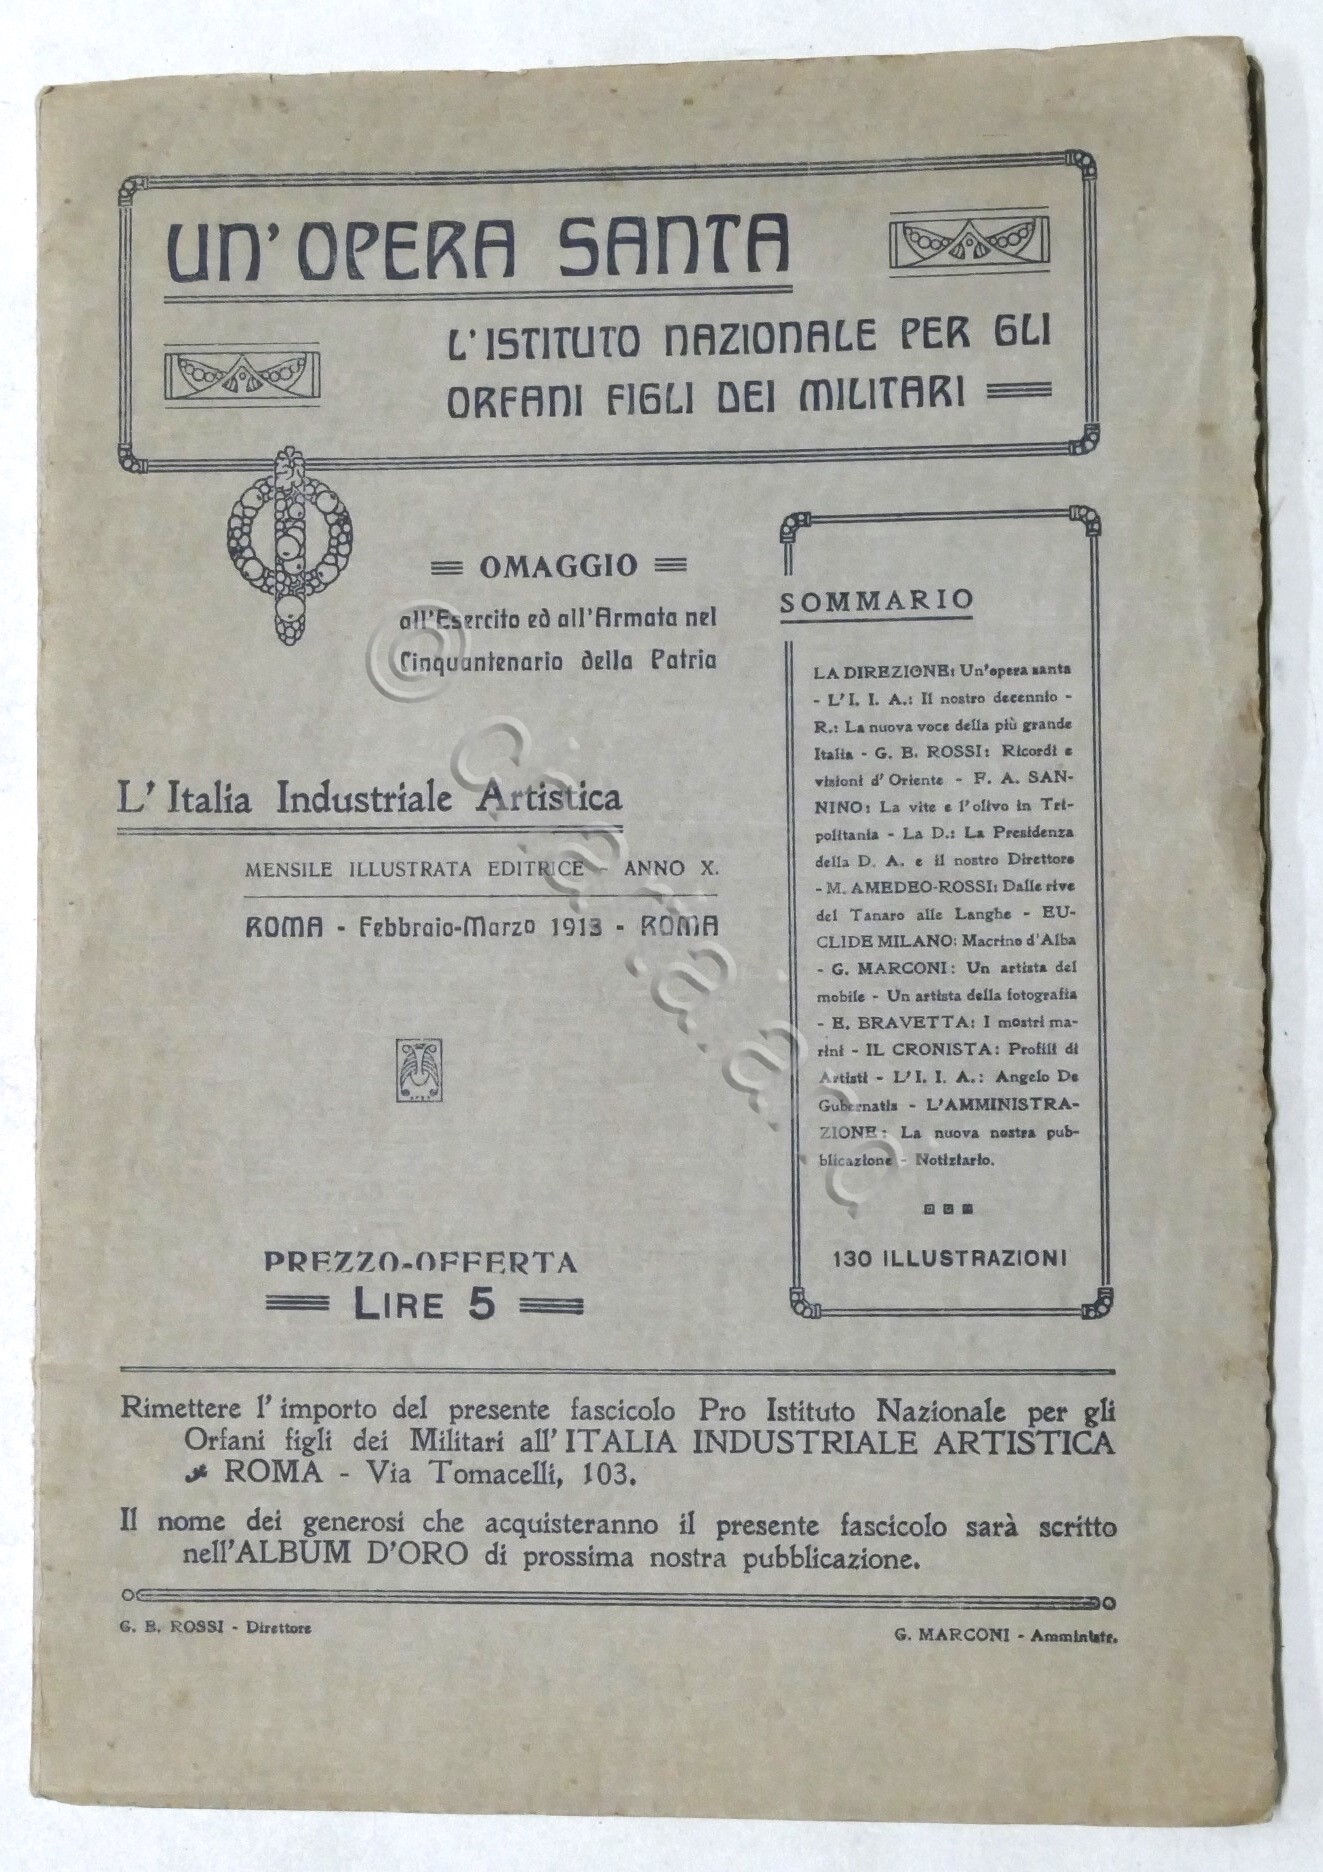 UN' OPERA SANTA
L'ISTITUTO NAZIONALE PER GLI
ORFANI FIGLI DEI MILITARI
OMAGGIO
all'Esercito ed all'Armata nel
Cinquantenario della Patria
L' Italia Industriale Artistica
MENSILE ILLUSTRATA EDITRICE - ANNO X.
ROMA - Febbraio-Marzo 1913 - ROMA
PREZZO-OFFERTA
LIRE 5
SOMMARIO
LA DIREZIONE: Un'opera santa
- L' I. I. A.: Il nostro decennio -
R.: La nuova voce della più grande
Italia - G. B. ROSSI: Ricordi e
visioni d' Oriente - F. A. SAN-
NINO: La vite e l'olivo in Tri-
politania - La D.: La Presidenza
della D. A. e il nostro Direttore
- M. AMEDEO-ROSSI: Dalle rive
del Tanaro alle Langhe - EU-
CLIDE MILANO: Macrino d'Alba
- G. MARCONI: Un artista del
mobile - Un artista della fotografia
- E. BRAVETTA: I mostri ma-
rini - IL CRONISTA: Profili di
Artisti - L' I. I. A.: Angelo De
Gubernatis - L'AMMINISTRA-
ZIONE: La nuova nostra pub-
blicazione - Notiziario.
130 ILLUSTRAZIONI
Rimettere l' importo del presente fascicolo Pro Istituto Nazionale per gli
Orfani figli dei Militari all' ITALIA INDUSTRIALE ARTISTICA
ROMA - Via Tomacelli, 103.
Il nome dei generosi che acquisteranno il presente fascicolo sarà scritto
nell'ALBUM D'ORO di prossima nostra pubblicazione.
G. B. ROSSI - Direttore
G. MARCONI - Amministr.